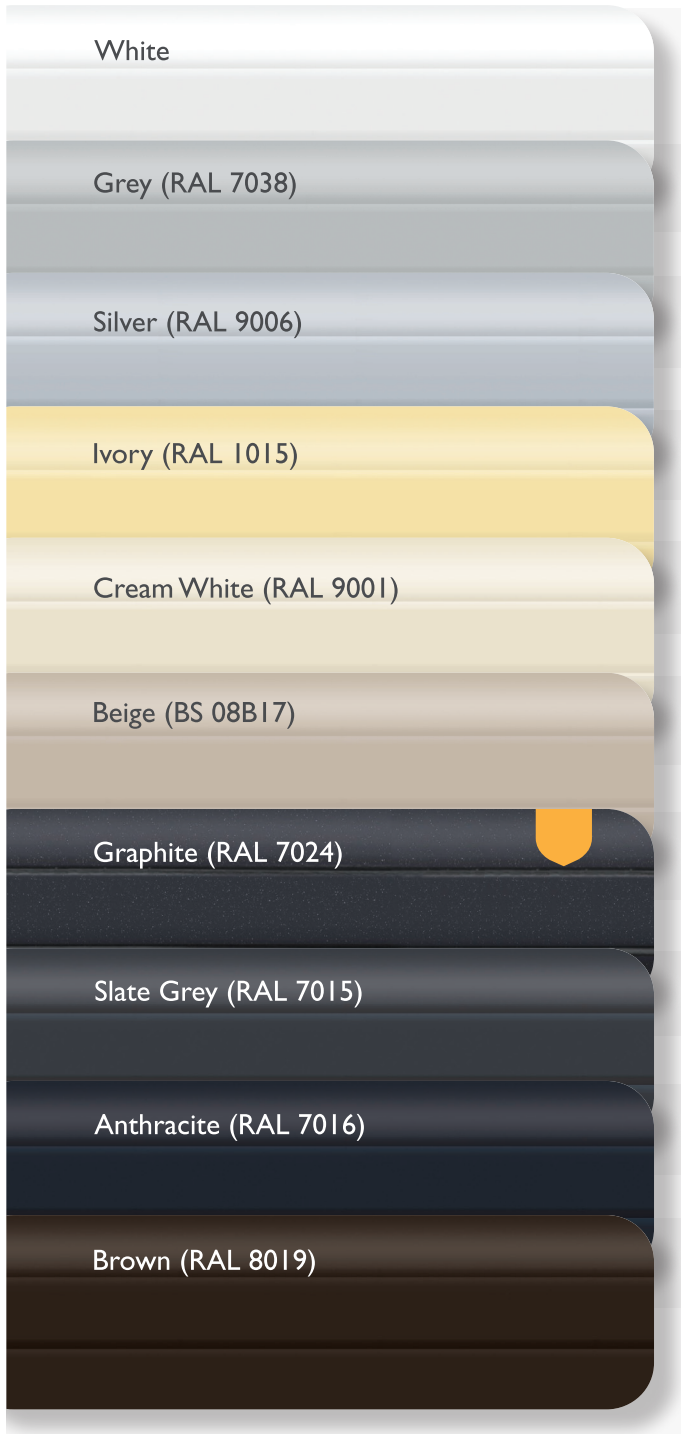 White
Grey (RAL 7038)
Silver (RAL 9006)
Ivory (RAL 1015)
Cream White (RAL 9001)
Beige (BS 08B17)
Graphite (RAL 7024)
Slate Grey (RAL 7015)
Anthracite (RAL 7016)
Brown (RAL 8019)